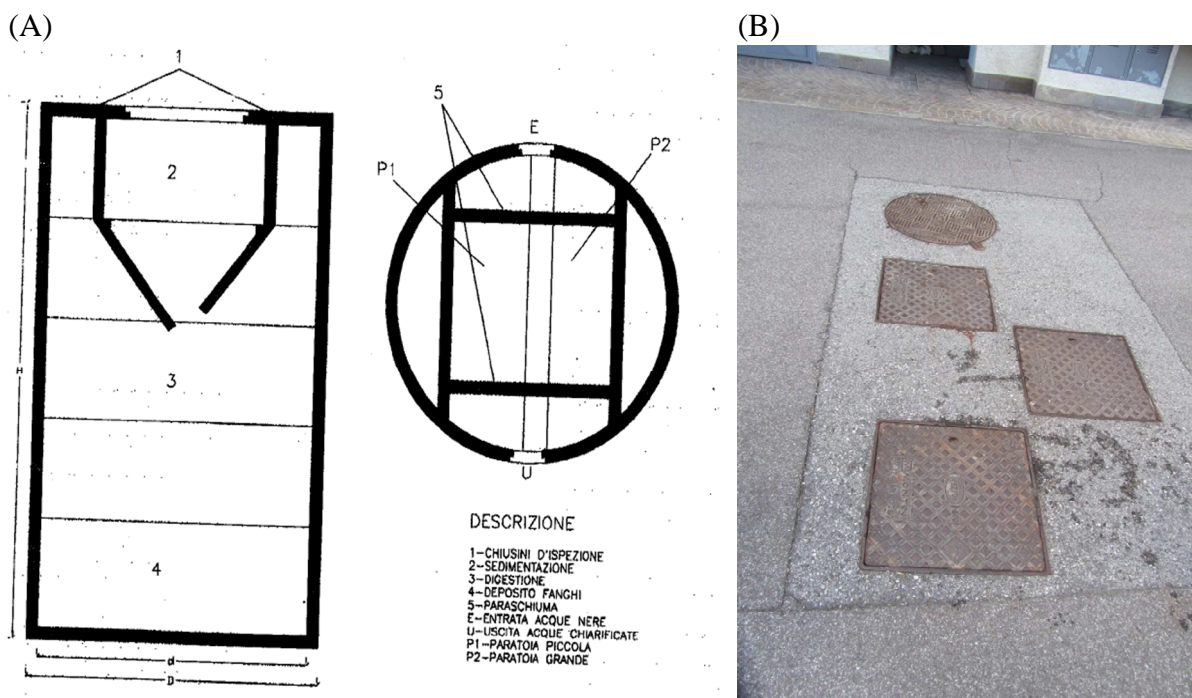 (A)
(B)
1
2
3
4
H
d
D
5
E
P1
P2
U
DESCRIZIONE
1-CHIUSINI D'ISPEZIONE
2-SEDIMENTAZIONE
3-DIGESTIONE
4-DEPOSITO FANGHI
5-PARASCHIUMA
E-ENTRATA ACQUE NERE
U-USCITA ACQUE CHIARIFICATE
P1-PARATOIA PICCOLA
P2-PARATOIA GRANDE